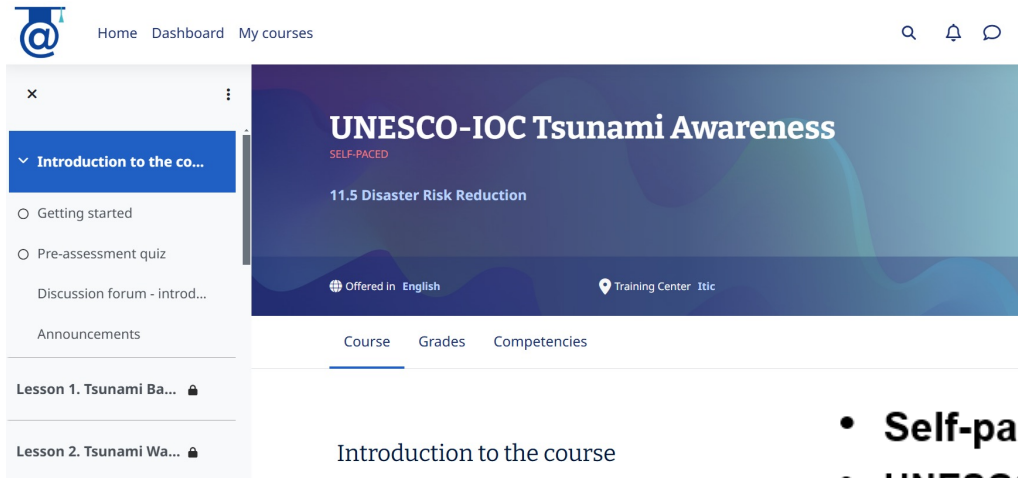 Home Dashboard My courses
Introduction to the co...
Getting started
Pre-assessment quiz
Discussion forum - introd...
Announcements
Lesson 1. Tsunami Ba...
Lesson 2. Tsunami Wa...
UNESCO-IOC Tsunami Awareness
SELF-PACED
11.5 Disaster Risk Reduction
Offered in English
Training Center Itic
Course Grades Competencies
Introduction to the course
• Self-pa